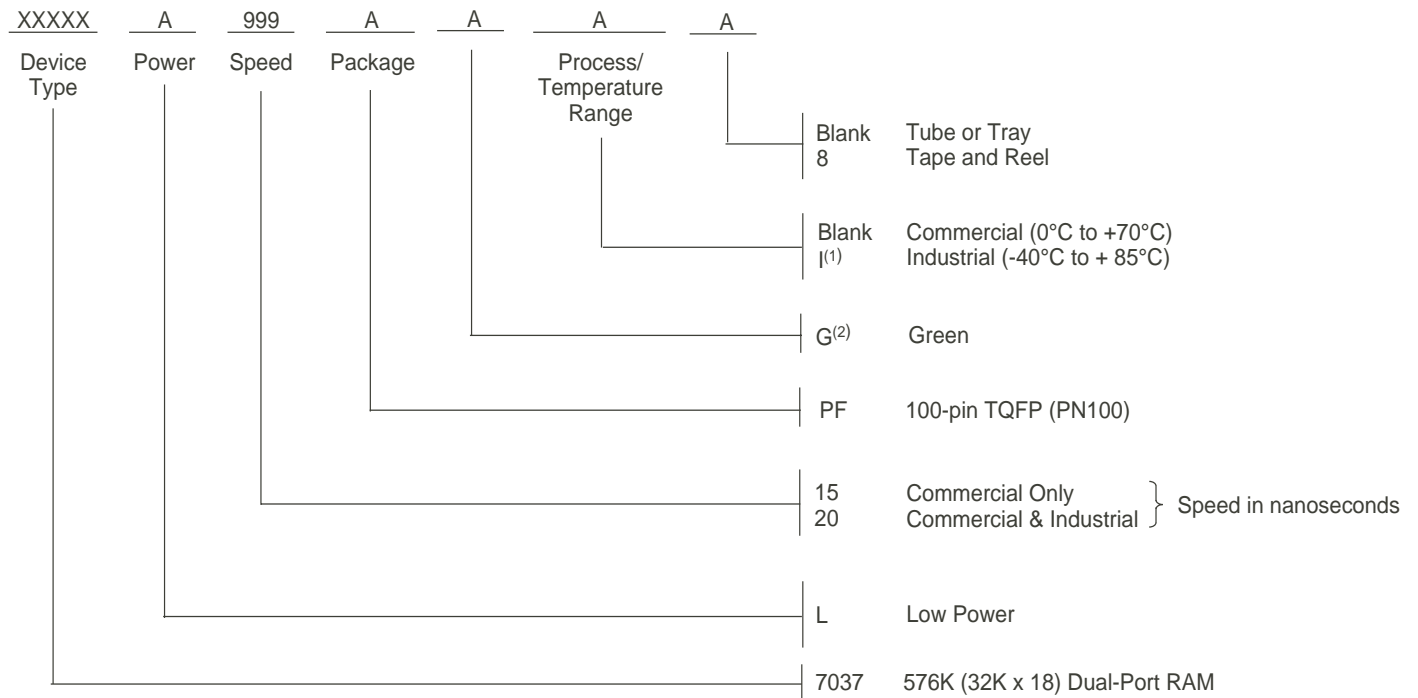 XXXXX A 999 A A A A
Device Type Power Speed Package Process/ Temperature Range
Blank Tube or Tray
8 Tape and Reel
Blank Commercial (0°C to +70°C)
I(1) Industrial (-40°C to + 85°C)
G(2) Green
PF 100-pin TQFP (PN100)
15 Commercial Only
20 Commercial & Industrial
Speed in nanoseconds
L Low Power
7037 576K (32K x 18) Dual-Port RAM